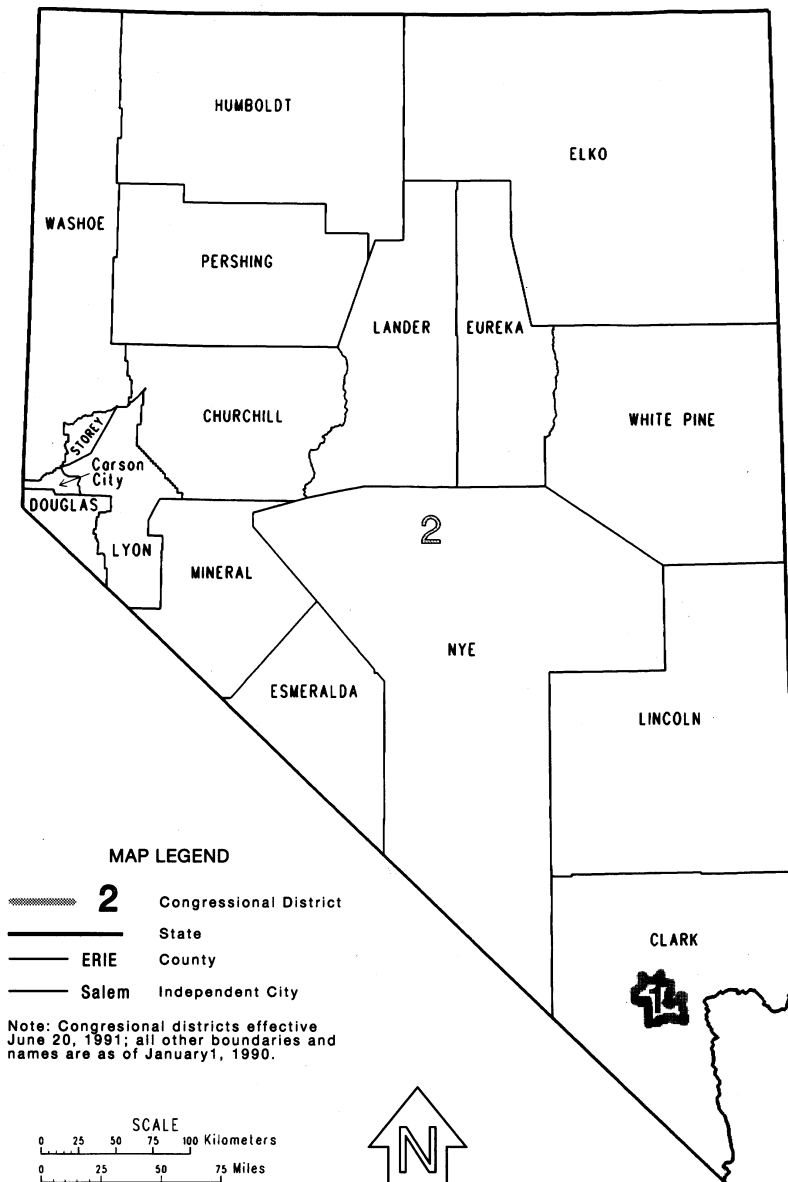 HUMBOLDT
ELKO
WASHOE
PERSHING
LANDER
EUREKA
CHURCHILL
WHITE PINE
STOREY
Carson
City
DOUGLAS
2
LYON
MINERAL
NYE
ESMERALDA
LINCOLN
CLARK
1
MAP LEGEND
2 Congressional District
State
ERIE County
Salem Independent City
Note: Congresional districts effective
June 20, 1991; all other boundaries and
names are as of January1, 1990.
SCALE
0 25 50 75 100 Kilometers
0 25 50 75 Miles
N